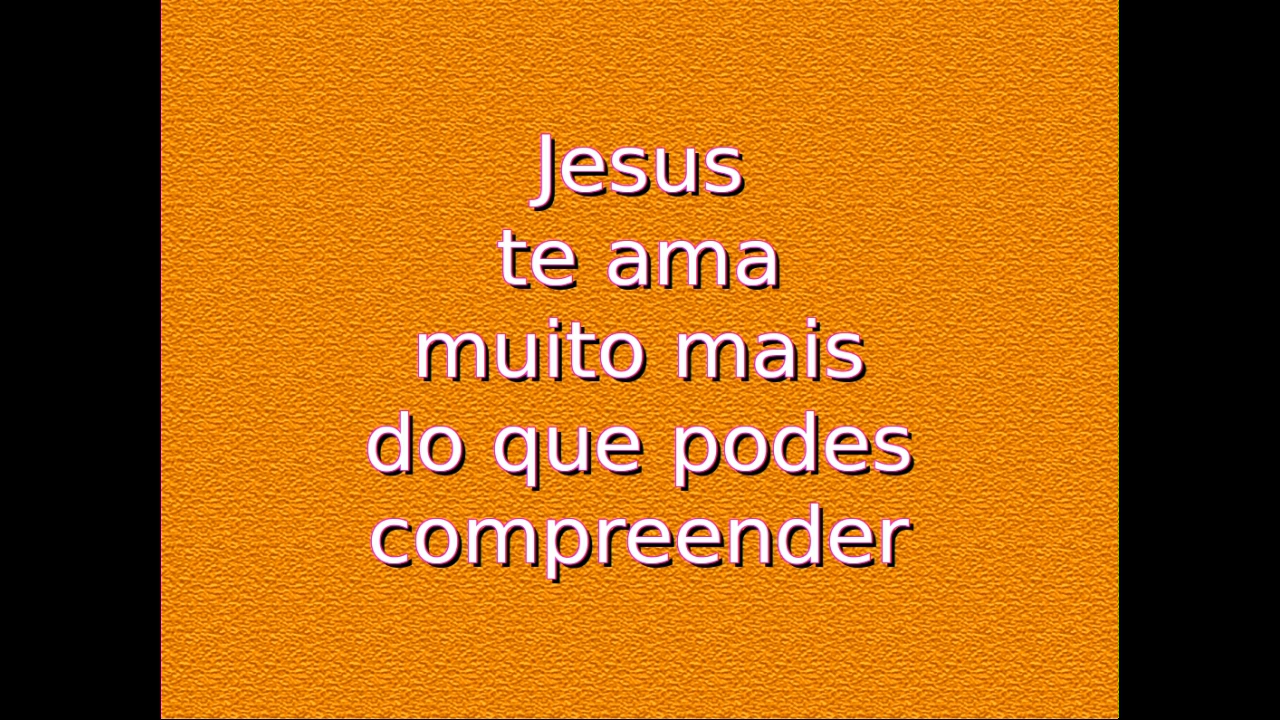 Jesus
te ama
muito mais
do que podes
compreender